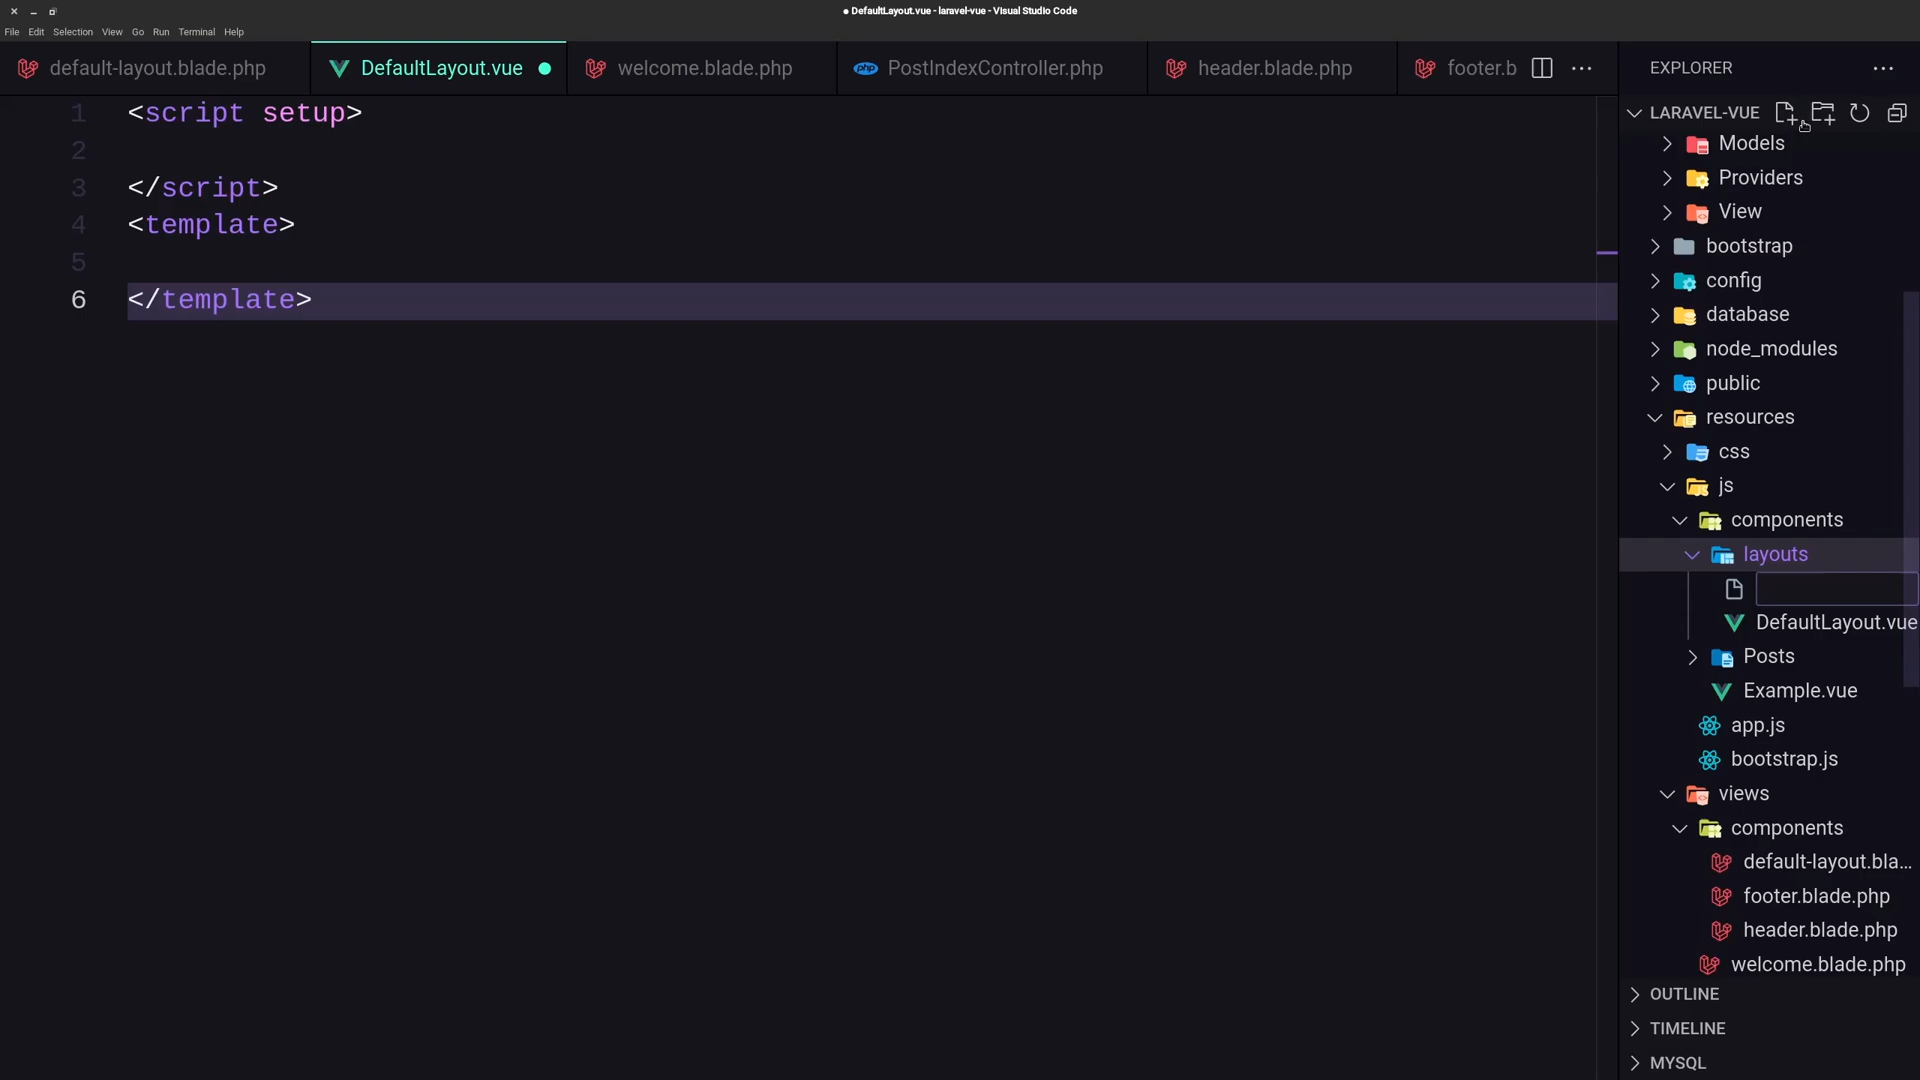 ● DefaultLayout.vue - laravel-vue - Visual Studio Code
File Edit Selection View Go Run Terminal Help
default-layout.blade.php DefaultLayout.vue ● welcome.blade.php PostIndexController.php header.blade.php footer.b
1 <script setup>
2
3 </script>
4 <template>
5
6 </template>
EXPLORER
LARAVEL-VUE
Models
Providers
View
bootstrap
config
database
node_modules
public
resources
css
js
components
layouts
DefaultLayout.vue
Posts
Example.vue
app.js
bootstrap.js
views
components
default-layout.bla...
footer.blade.php
header.blade.php
welcome.blade.php
OUTLINE
TIMELINE
MYSQL